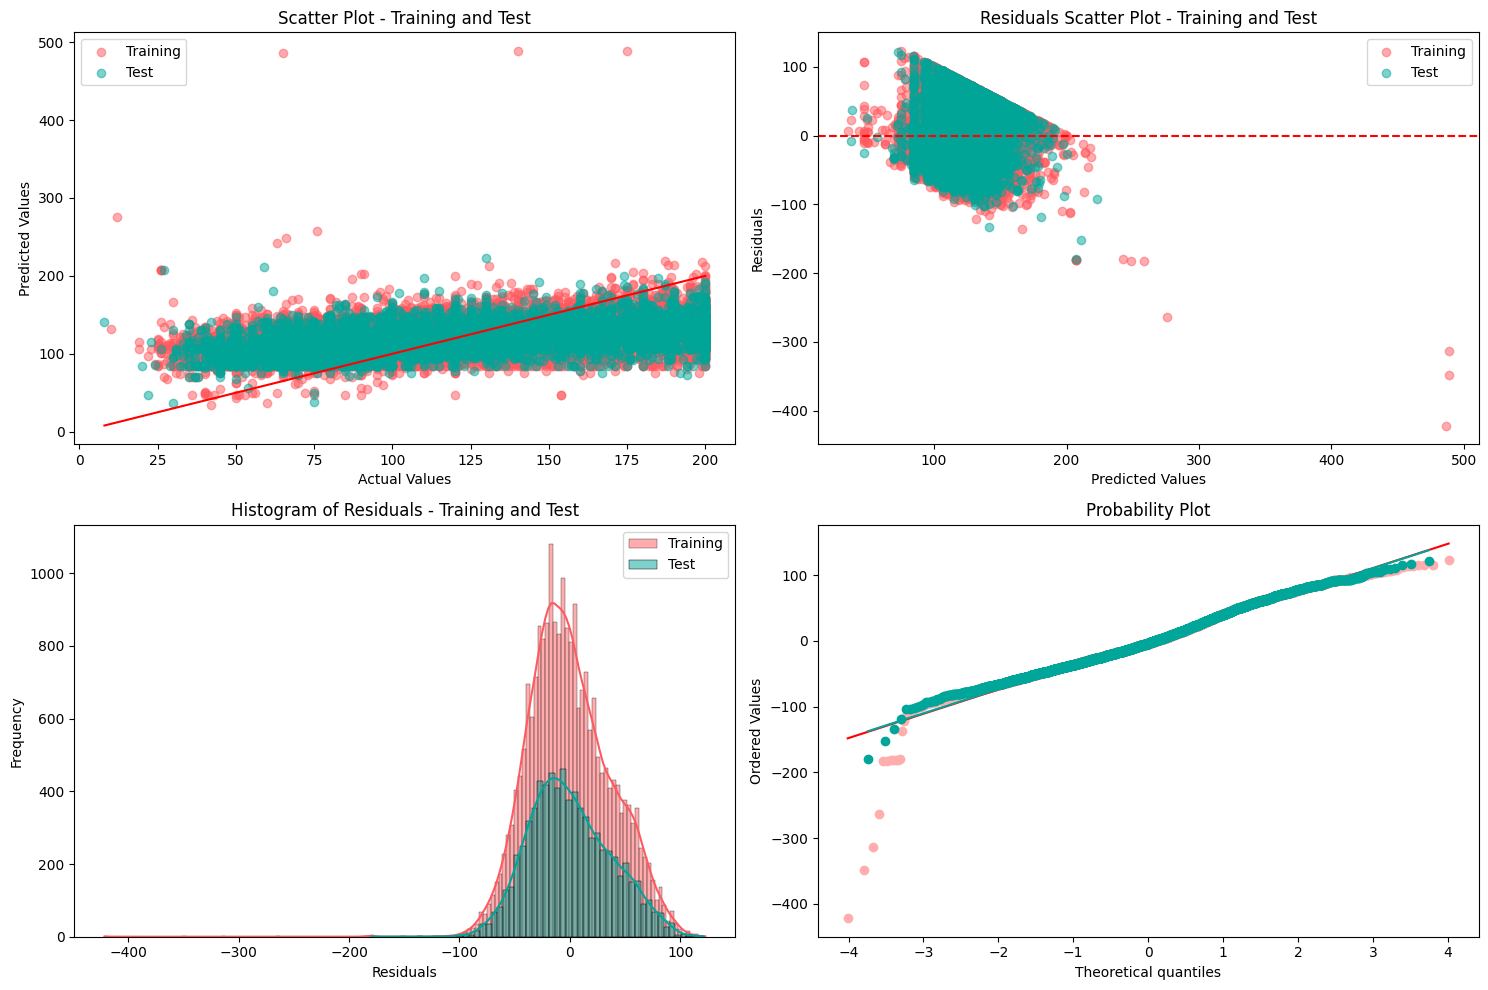 Scatter Plot - Training and Test
Training
Test
Predicted Values
500
400
300
200
100
0
0 25 50 75 100 125 150 175 200
Actual Values
Residuals Scatter Plot - Training and Test
Training
Test
Residuals
100
0
−100
−200
−300
−400
100 200 300 400 500
Predicted Values
Histogram of Residuals - Training and Test
Training
Test
Frequency
1000
800
600
400
200
0
−400 −300 −200 −100 0 100
Residuals
Probability Plot
Ordered Values
100
0
−100
−200
−300
−400
−4 −3 −2 −1 0 1 2 3 4
Theoretical quantiles